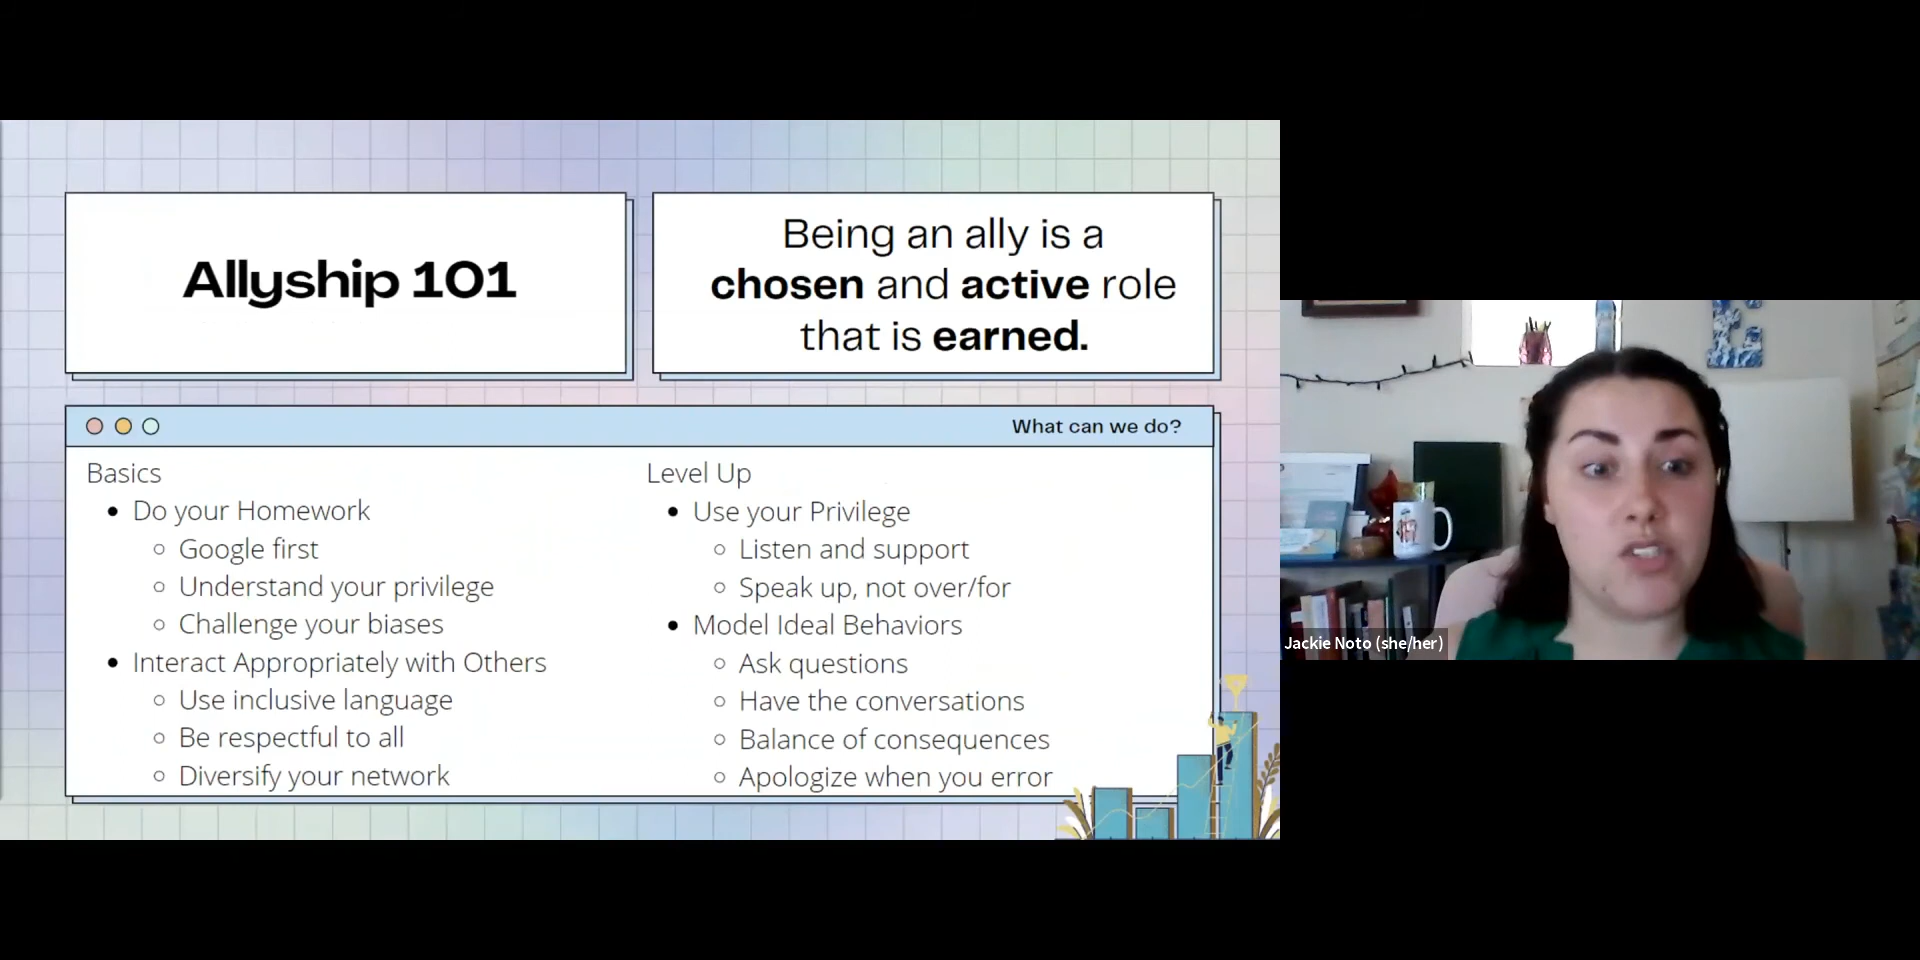 Allyship 101
Being an ally is a
chosen and active role
that is earned.
What can we do?
Basics
• Do your Homework
○ Google first
○ Understand your privilege
○ Challenge your biases
• Interact Appropriately with Others
○ Use inclusive language
○ Be respectful to all
○ Diversify your network
Level Up
• Use your Privilege
○ Listen and support
○ Speak up, not over/for
• Model Ideal Behaviors
○ Ask questions
○ Have the conversations
○ Balance of consequences
○ Apologize when you error
Jackie Noto (she/her)